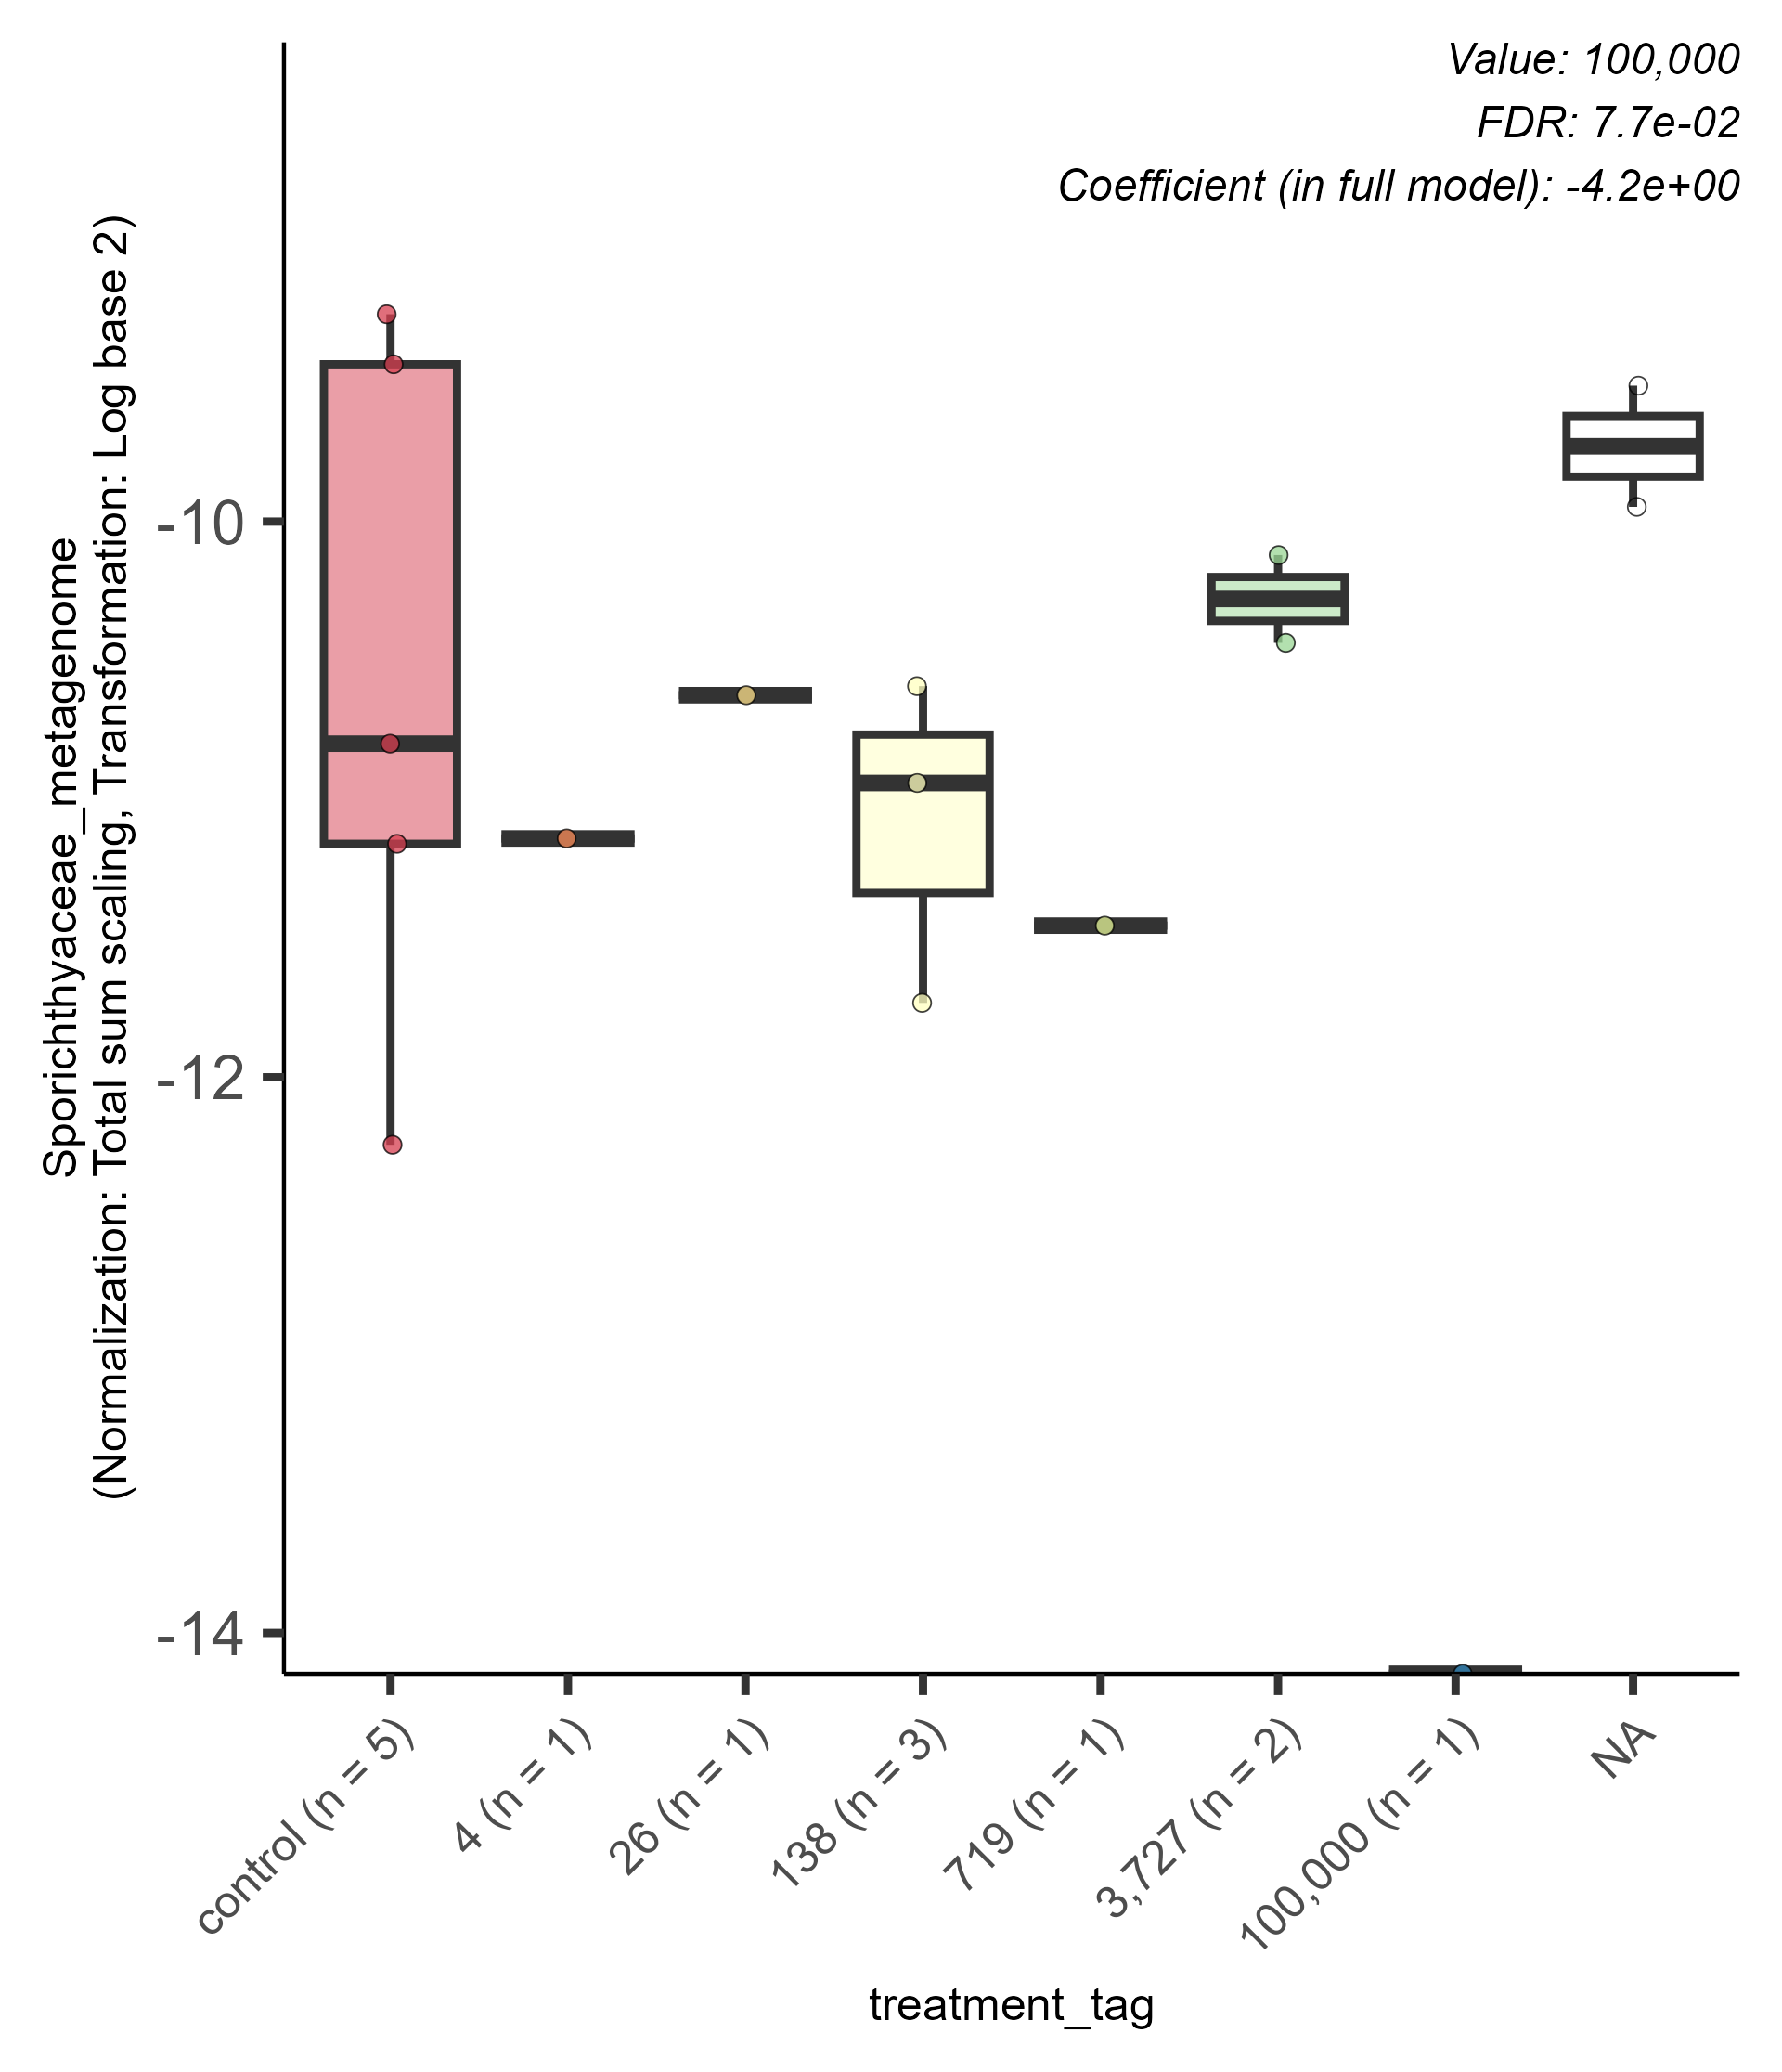 Value: 100,000
FDR: 7.7e-02
Coefficient (in full model): -4.2e+00
Sporichthyaceae_metagenome
(Normalization: Total sum scaling, Transformation: Log base 2)
-10
-12
-14
control (n = 5)
4 (n = 1)
26 (n = 1)
138 (n = 3)
719 (n = 1)
3,727 (n = 2)
100,000 (n = 1)
NA
treatment_tag